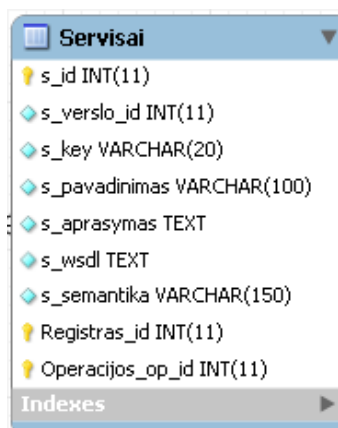 Servisai
s_id INT(11)
s_verslo_id INT(11)
s_key VARCHAR(20)
s_pavadinimas VARCHAR(100)
s_aprasymas TEXT
s_wsdl TEXT
s_semantika VARCHAR(150)
Registras_id INT(11)
Operacijos_op_id INT(11)
Indexes